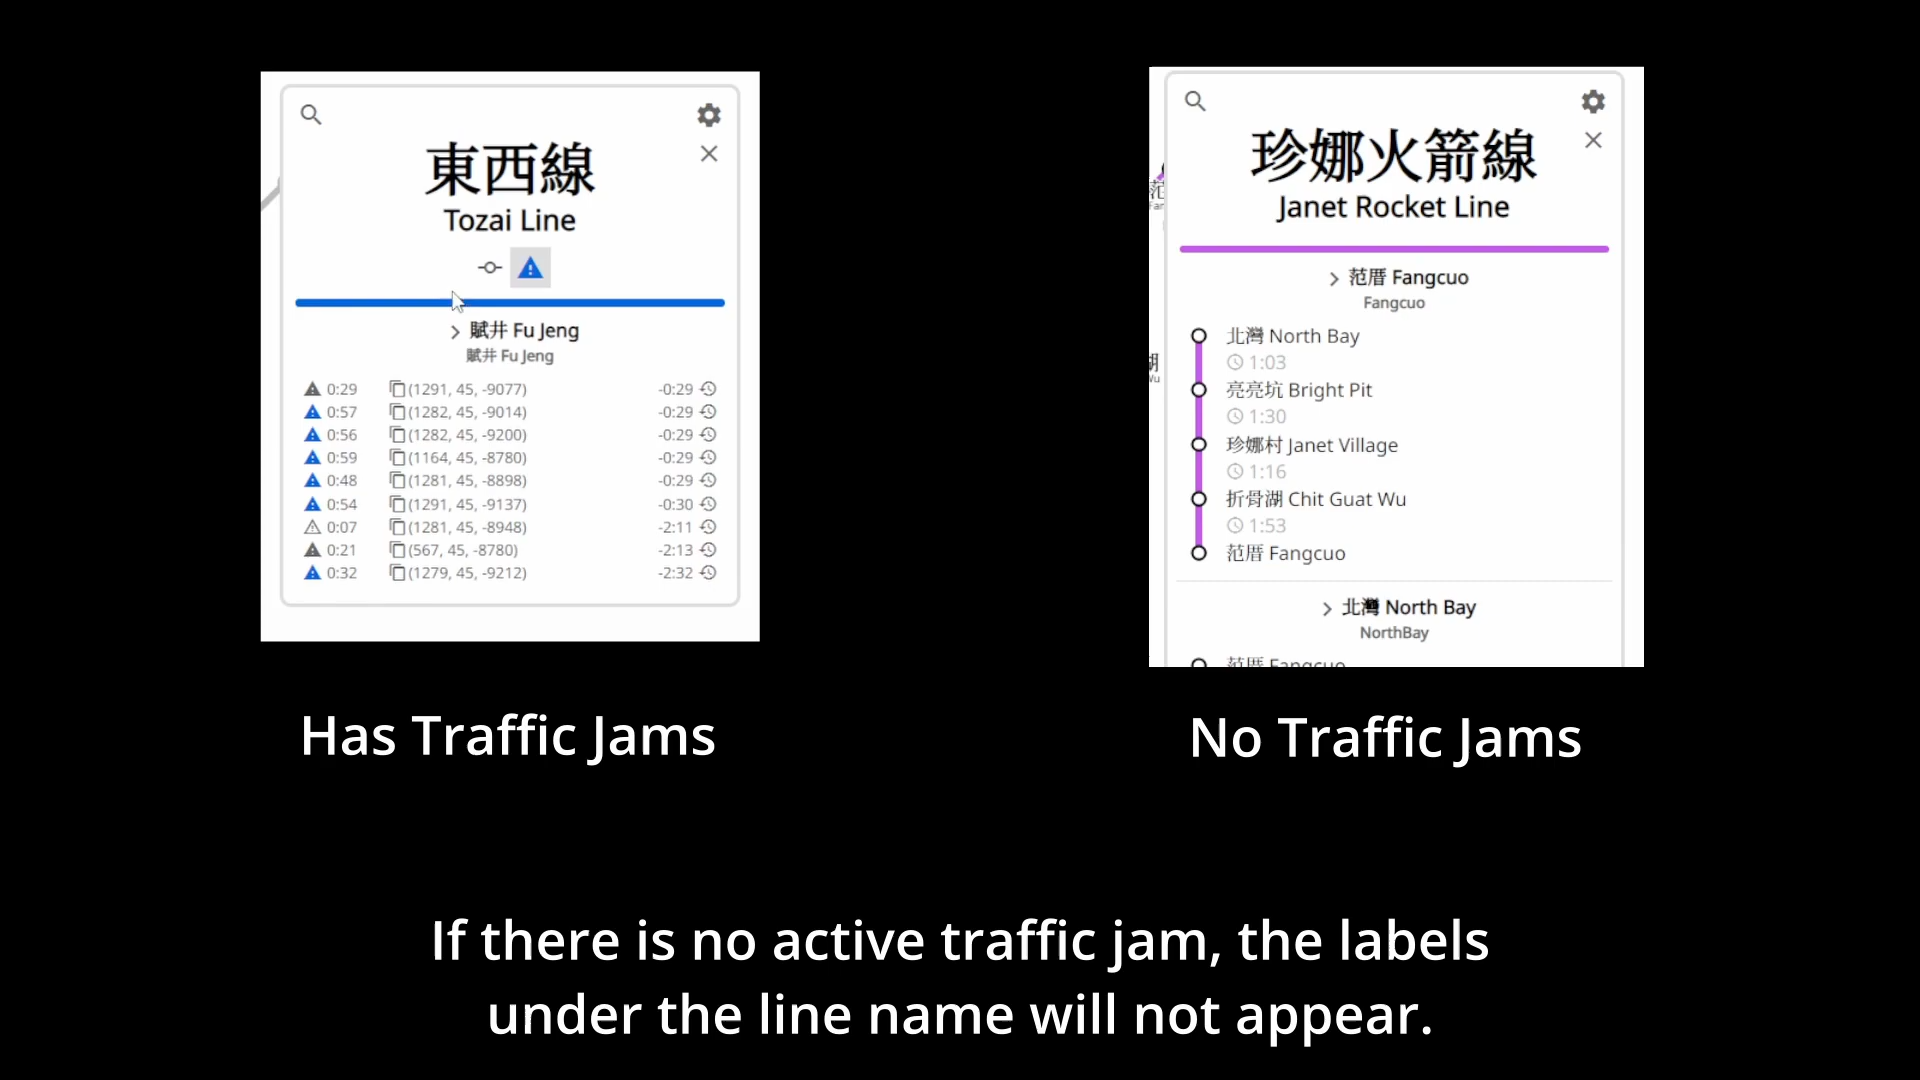 東西線
Tozai Line
賦井 Fu Jeng
賦井 Fu Jeng
0:29 (1291, 45, -9077) -0:29
0:57 (1282, 45, -9014) -0:29
0:56 (1282, 45, -9200) -0:29
0:59 (1164, 45, -8780) -0:29
0:48 (1281, 45, -8898) -0:29
0:54 (1291, 45, -9137) -0:30
0:07 (1281, 45, -8948) -2:11
0:21 (567, 45, -8780) -2:13
0:32 (1279, 45, -9212) -2:32
Has Traffic Jams
珍娜火箭線
Janet Rocket Line
范厝 Fangcuo
Fangcuo
北灣 North Bay
1:03
亮亮坑 Bright Pit
1:30
珍娜村 Janet Village
1:16
折骨湖 Chit Guat Wu
1:53
范厝 Fangcuo
北灣 North Bay
NorthBay
范厝 Fangcuo
No Traffic Jams
If there is no active traffic jam, the labels
under the line name will not appear.